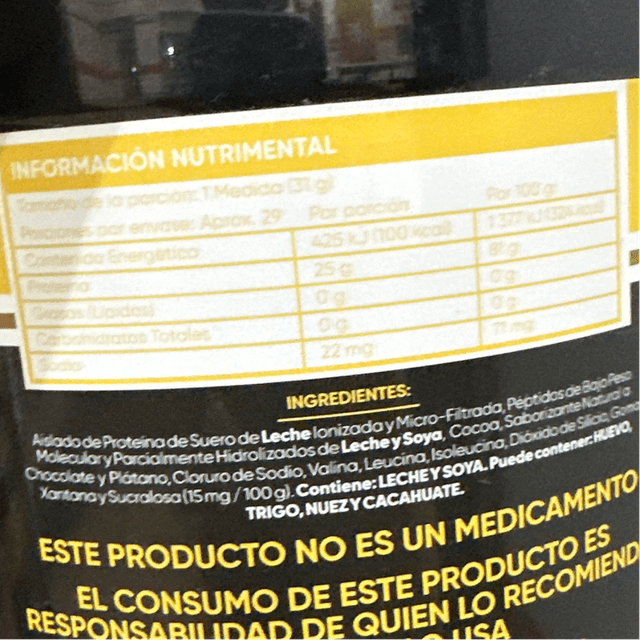 INFORMACIÓN NUTRIMENTAL
Tamaño de la porción: 1 Medida (31 g)
Porciones por envase: Aprox. 29 Por porción Por 100 g
Contenido Energético 425 kJ (100 kcal) 1 377 kJ (324 kcal)
Proteína 25 g
Grasas (Lípidos) 0 g 0 g
Carbohidratos Totales 0 g 0 g
Sodio 22 mg 71 mg
INGREDIENTES:
Aislado de Proteína de Suero de Leche Ionizada y Micro-Filtrada, Péptidos de Bajo Peso
Molecular y Parcialmente Hidrolizados de Leche y Soya, Cocoa, Saborizante Natural a
Chocolate y Plátano, Cloruro de Sodio, Valina, Leucina, Isoleucina, Dióxido de Silicio, Goma
Xantana y Sucralosa (15 mg / 100 g). Contiene: LECHE Y SOYA. Puede contener: HUEVO,
TRIGO, NUEZ Y CACAHUATE.
ESTE PRODUCTO NO ES UN MEDICAMENTO
EL CONSUMO DE ESTE PRODUCTO ES
RESPONSABILIDAD DE QUIEN LO RECOMIEND
USA